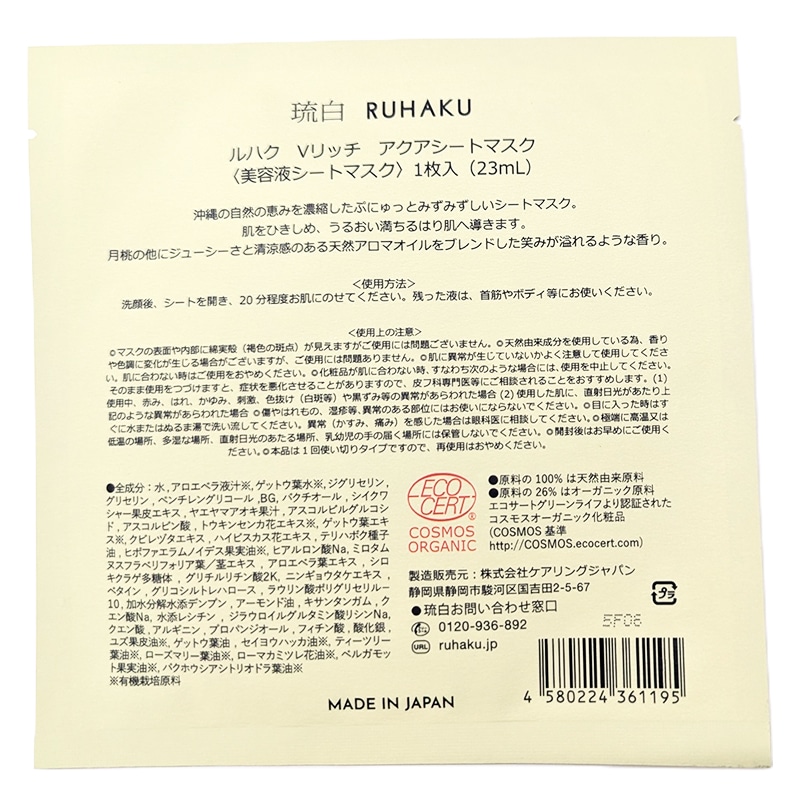 琉白 RUHAKU
ルハク Vリッチ アクアシートマスク
〈美容液シートマスク〉1枚入（23mL）
沖縄の自然の恵みを濃縮したぷにゅっとみずみずしいシートマスク。
肌をひきしめ、うるおい満ちるはり肌へ導きます。
月桃の他にジューシーさと清涼感のある天然アロマオイルをブレンドした笑みが溢れるような香り。
<使用方法>
洗顔後、シートを開き、20分程度お肌にのせてください。残った液は、首筋やボディ等にお使いください。
<使用上の注意>
○マスクの表面や内部に綿実殻（褐色の斑点）が見えますがご使用には問題ございません。○天然由来成分を使用している為、香り
や色調に変化が生じる場合がございますが、ご使用には問題ありません。○肌に異常が生じていないかよく注意して使用してくださ
い。肌に合わない時はご使用をおやめください。○化粧品が肌に合わない時、すなわち次のような場合には、使用を中止してください。
そのまま使用をつづけますと、症状を悪化させることがありますので、皮フ科専門医等にご相談されることをおすすめします。(1)
使用中、赤み、はれ、かゆみ、刺激、色抜け（白斑等）や黒ずみ等の異常があらわれた場合 (2) 使用した肌に、直射日光があたり上
記のような異常があらわれた場合 ○傷やはれもの、湿疹等、異常のある部位にはお使いにならないでください。○目に入った時はす
ぐに水またはぬるま湯で洗い流してください。異常（かすみ、痛み）を感じた場合は眼科医に相談してください。○極端に高温又は
低温の場所、多湿な場所、直射日光のあたる場所、乳幼児の手の届く場所には保管しないでください。○開封後はお早めにご使用く
ださい。○本品は1回使い切りタイプですので、再使用はおやめください。
●全成分：水,アロエベラ液汁※,ゲットウ葉水※,ジグリセリン,
グリセリン,ペンチレングリコール,BG,バクチオール,シイクワ
シャー果皮エキス,ヤエヤマアオキ果汁,アスコルビルグルコシ
ド,アスコルビン酸,トウキンセンカ花エキス※,ゲットウ葉エキ
ス※,クビレヅタエキス,ハイビスカス花エキス,テリハボク種子
油,ヒポファエラムノイデス果実油※,ヒアルロン酸Na,ミロタム
ヌスフラベリフォリア葉／茎エキス,アロエベラ葉エキス,シロ
キクラゲ多糖体,グリチルリチン酸2K,ニンギョウタケエキス,
ベタイン,グリコシルトレハロース,ラウリン酸ポリグリセリル-
10,加水分解水添デンプン,アーモンド油,キサンタンガム,ク
エン酸Na,水添レシチン,ジラウロイルグルタミン酸リシンNa,
クエン酸,アルギニン,プロパンジオール,フィチン酸,酸化銀,
ユズ果皮油※,ゲットウ葉油,セイヨウハッカ油※,ティーツリー
葉油※,ローズマリー葉油※,ローマカミツレ花油※,ベルガモッ
ト果実油※,バクホウシアシトリオドラ葉油※
※有機栽培原料
ECO
CERT®
COSMOS
ORGANIC
●原料の 100% は天然由来原料
●原料の 26% はオーガニック原料
エコサートグリーンライフより認証された
コスモスオーガニック化粧品
(COSMOS 基準
http://COSMOS.ecocert.com)
製造販売元：株式会社ケアリングジャパン
静岡県静岡市駿河区国吉田2-5-67
●琉白お問い合わせ窓口
0120-936-892
URL ruhaku.jp
プラ
5F06
4 580224 361195
MADE IN JAPAN